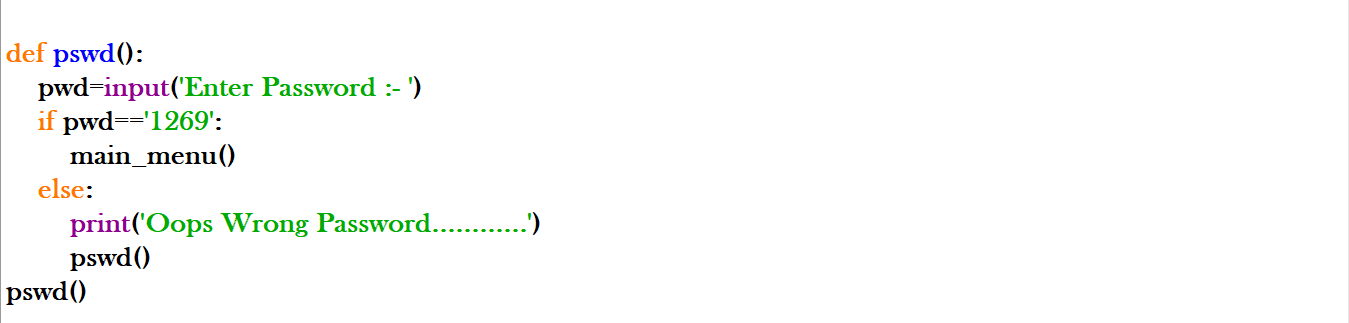 def pswd():
    pwd=input('Enter Password :- ')
    if pwd=='1269':
        main_menu()
    else:
        print('Oops Wrong Password............')
        pswd()
pswd()